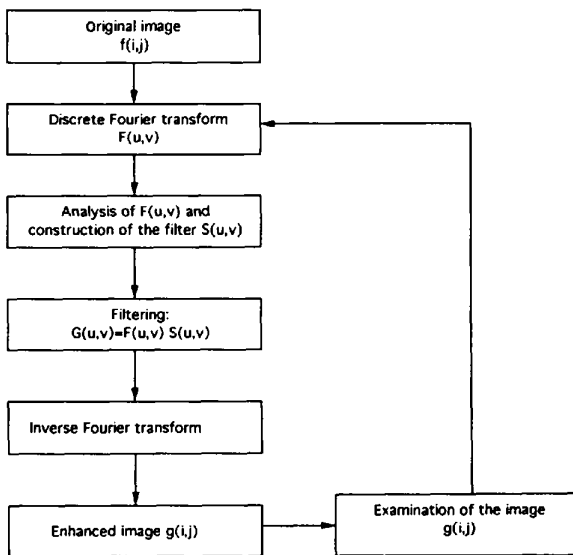 Original image
f(i,j)
Discrete Fourier transform
F(u,v)
Analysis of F(u,v) and
construction of the filter S(u,v)
Filtering:
G(u,v)=F(u,v) S(u,v)
Inverse Fourier transform
Enhanced image g(i,j)
Examination of the image
g(i,j)